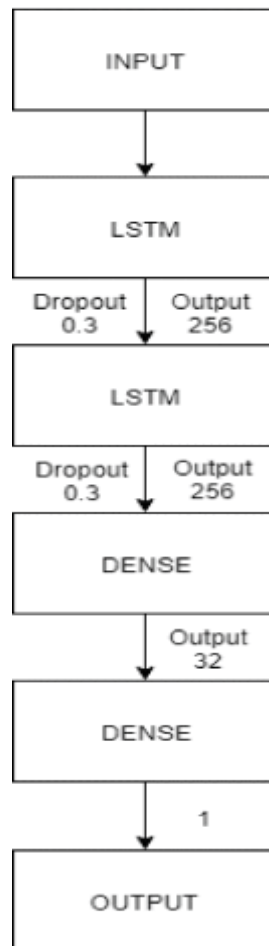 INPUT
LSTM
Dropout Output
0.3 256
LSTM
Dropout Output
0.3 256
DENSE
Output
32
DENSE
1
OUTPUT